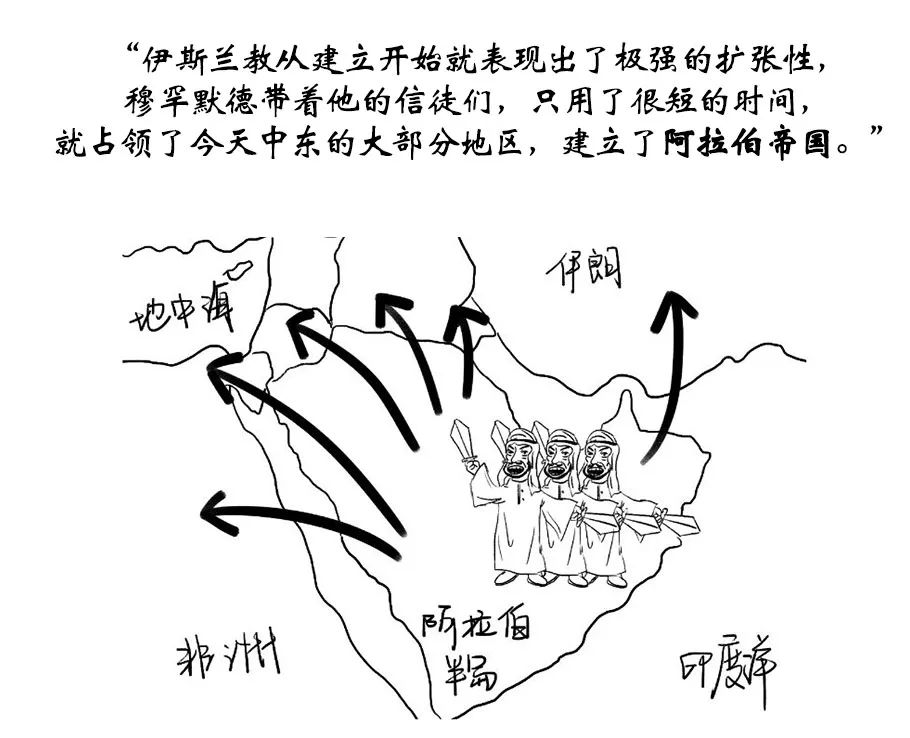 “伊斯兰教从建立开始就表现出了极强的扩张性，
穆罕默德带着他的信徒们，只用了很短的时间，
就占领了今天中东的大部分地区，建立了阿拉伯帝国。”
伊朗
地中海
阿拉伯
半岛
非洲
印度洋